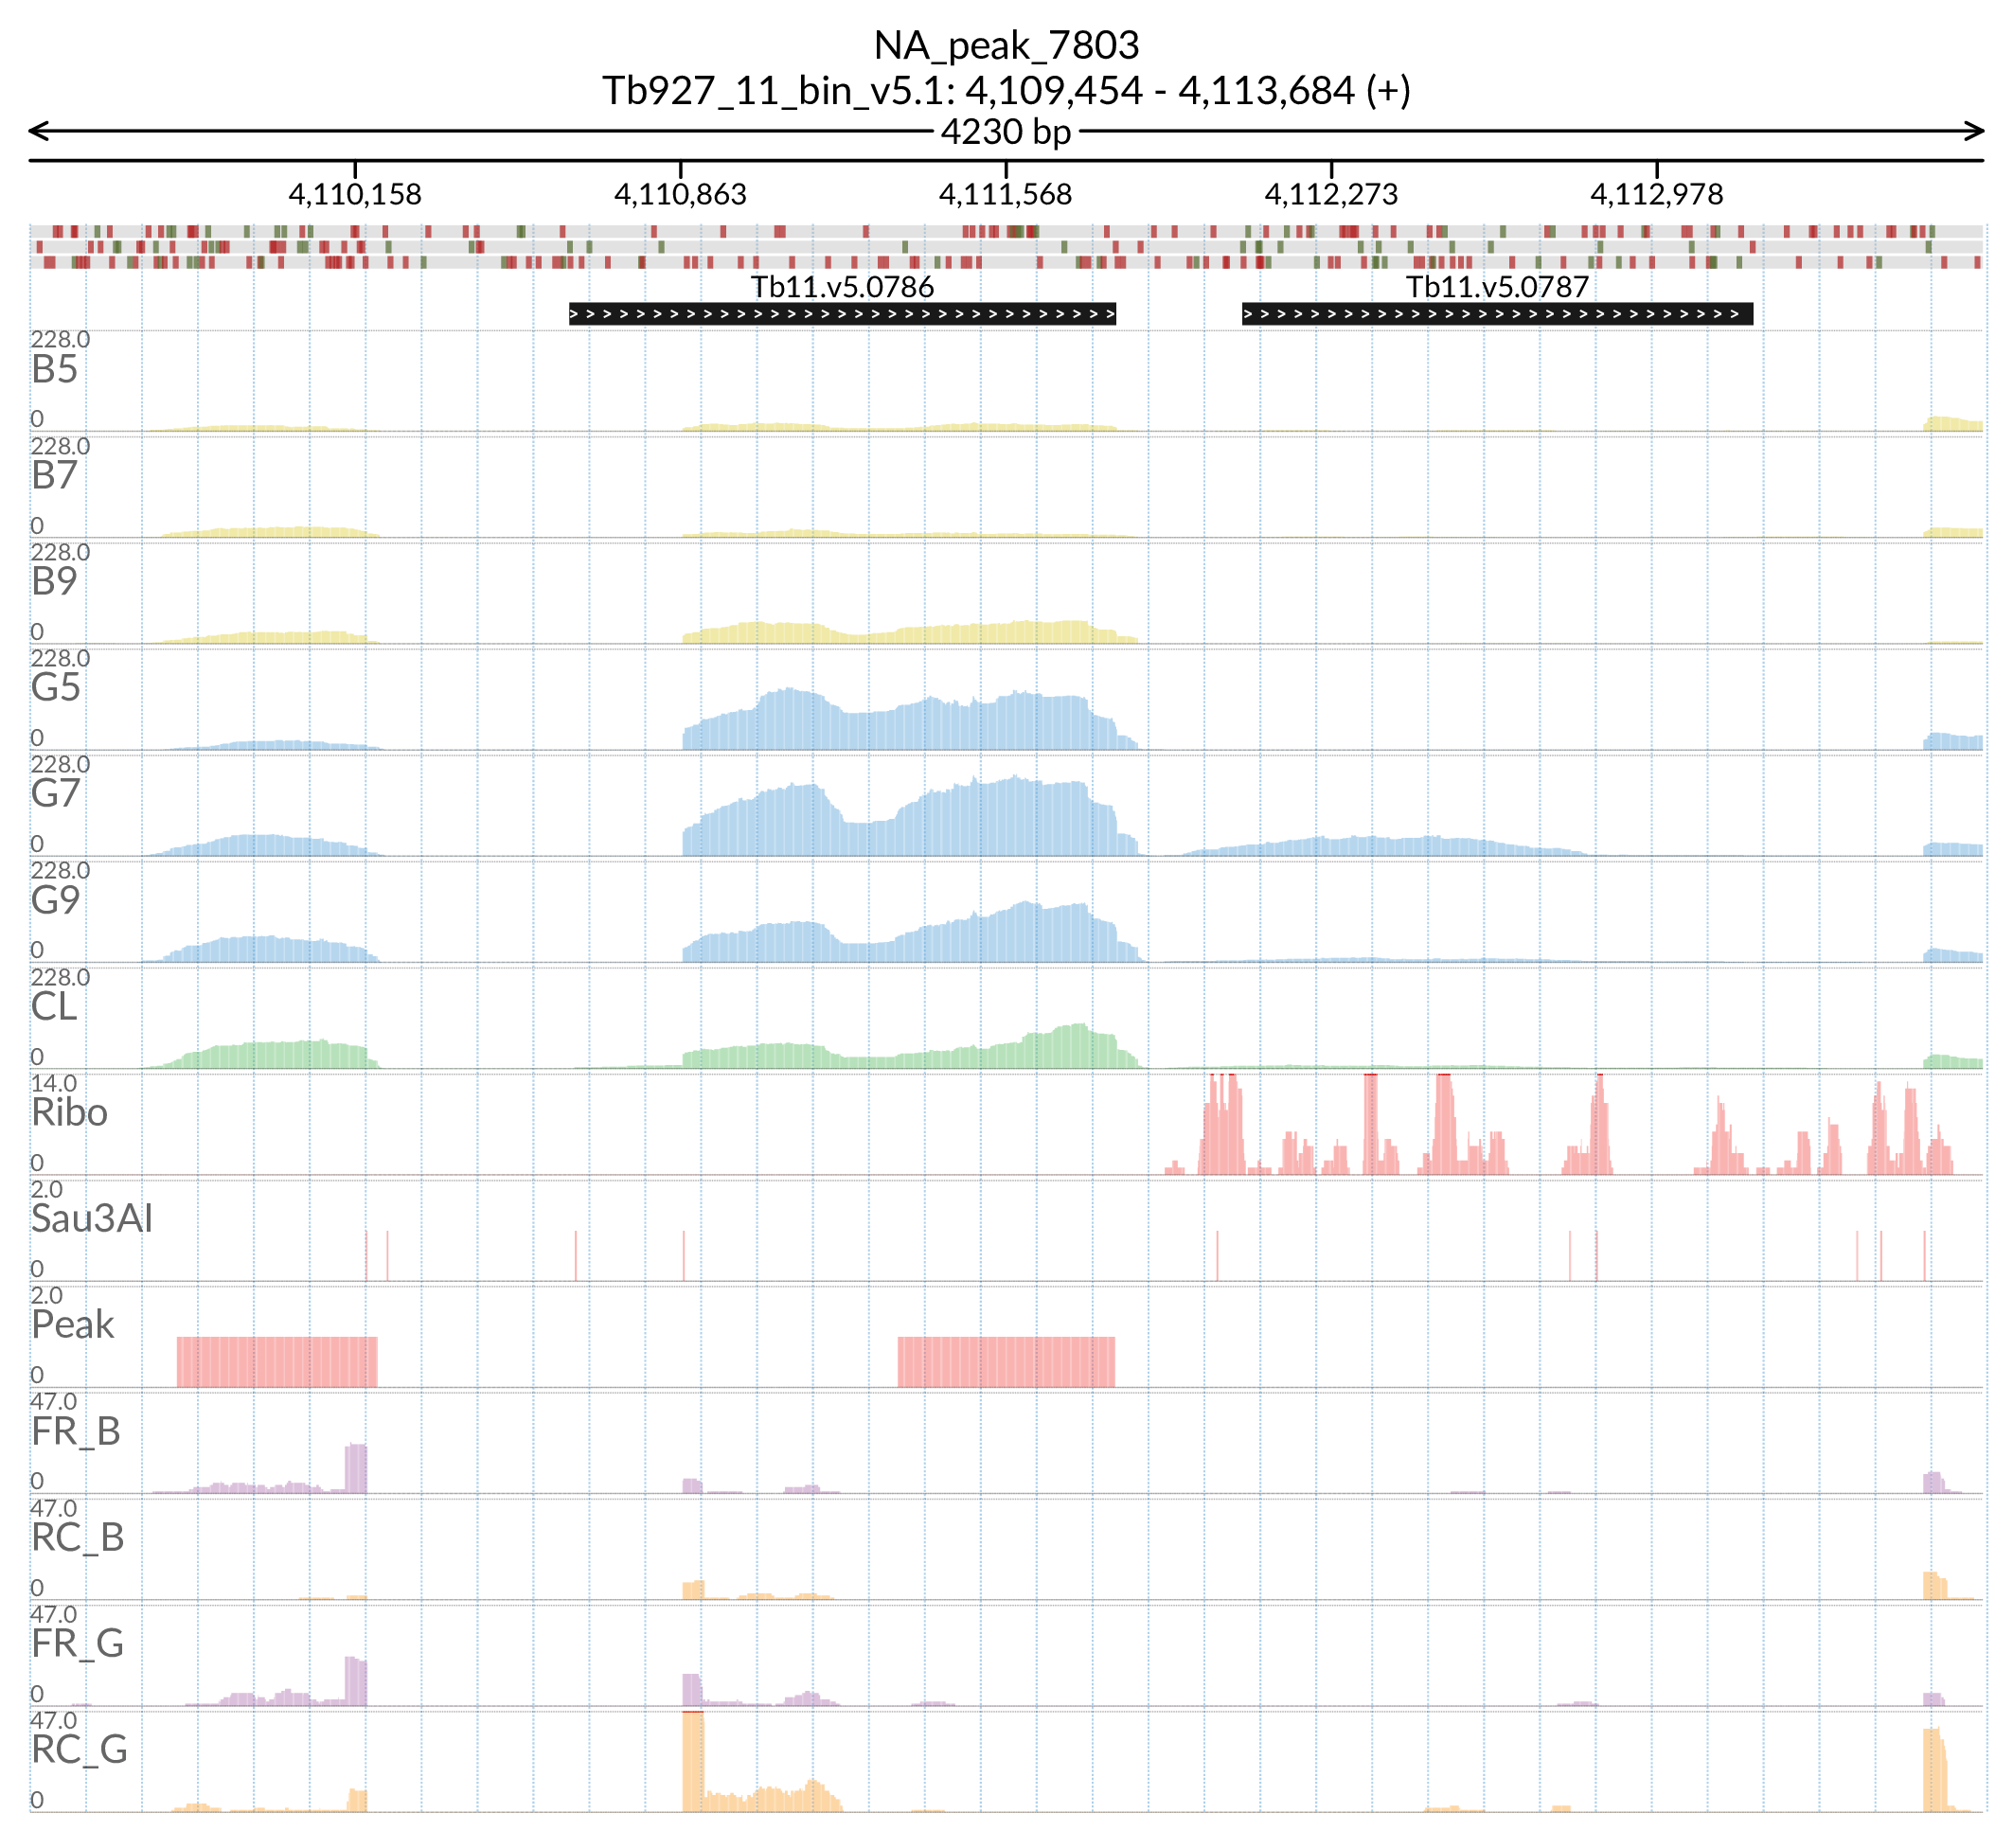 NA_peak_7803
Tb927_11_bin_v5.1: 4,109,454 - 4,113,684 (+)
4230 bp
4,110,158 4,110,863 4,111,568 4,112,273 4,112,978
Tb11.v5.0786 Tb11.v5.0787
228.0
B5
0
228.0
B7
0
228.0
B9
0
228.0
G5
0
228.0
G7
0
228.0
G9
0
228.0
CL
0
14.0
Ribo
0
2.0
Sau3AI
0
2.0
Peak
0
47.0
FR_B
0
47.0
RC_B
0
47.0
FR_G
0
47.0
RC_G
0